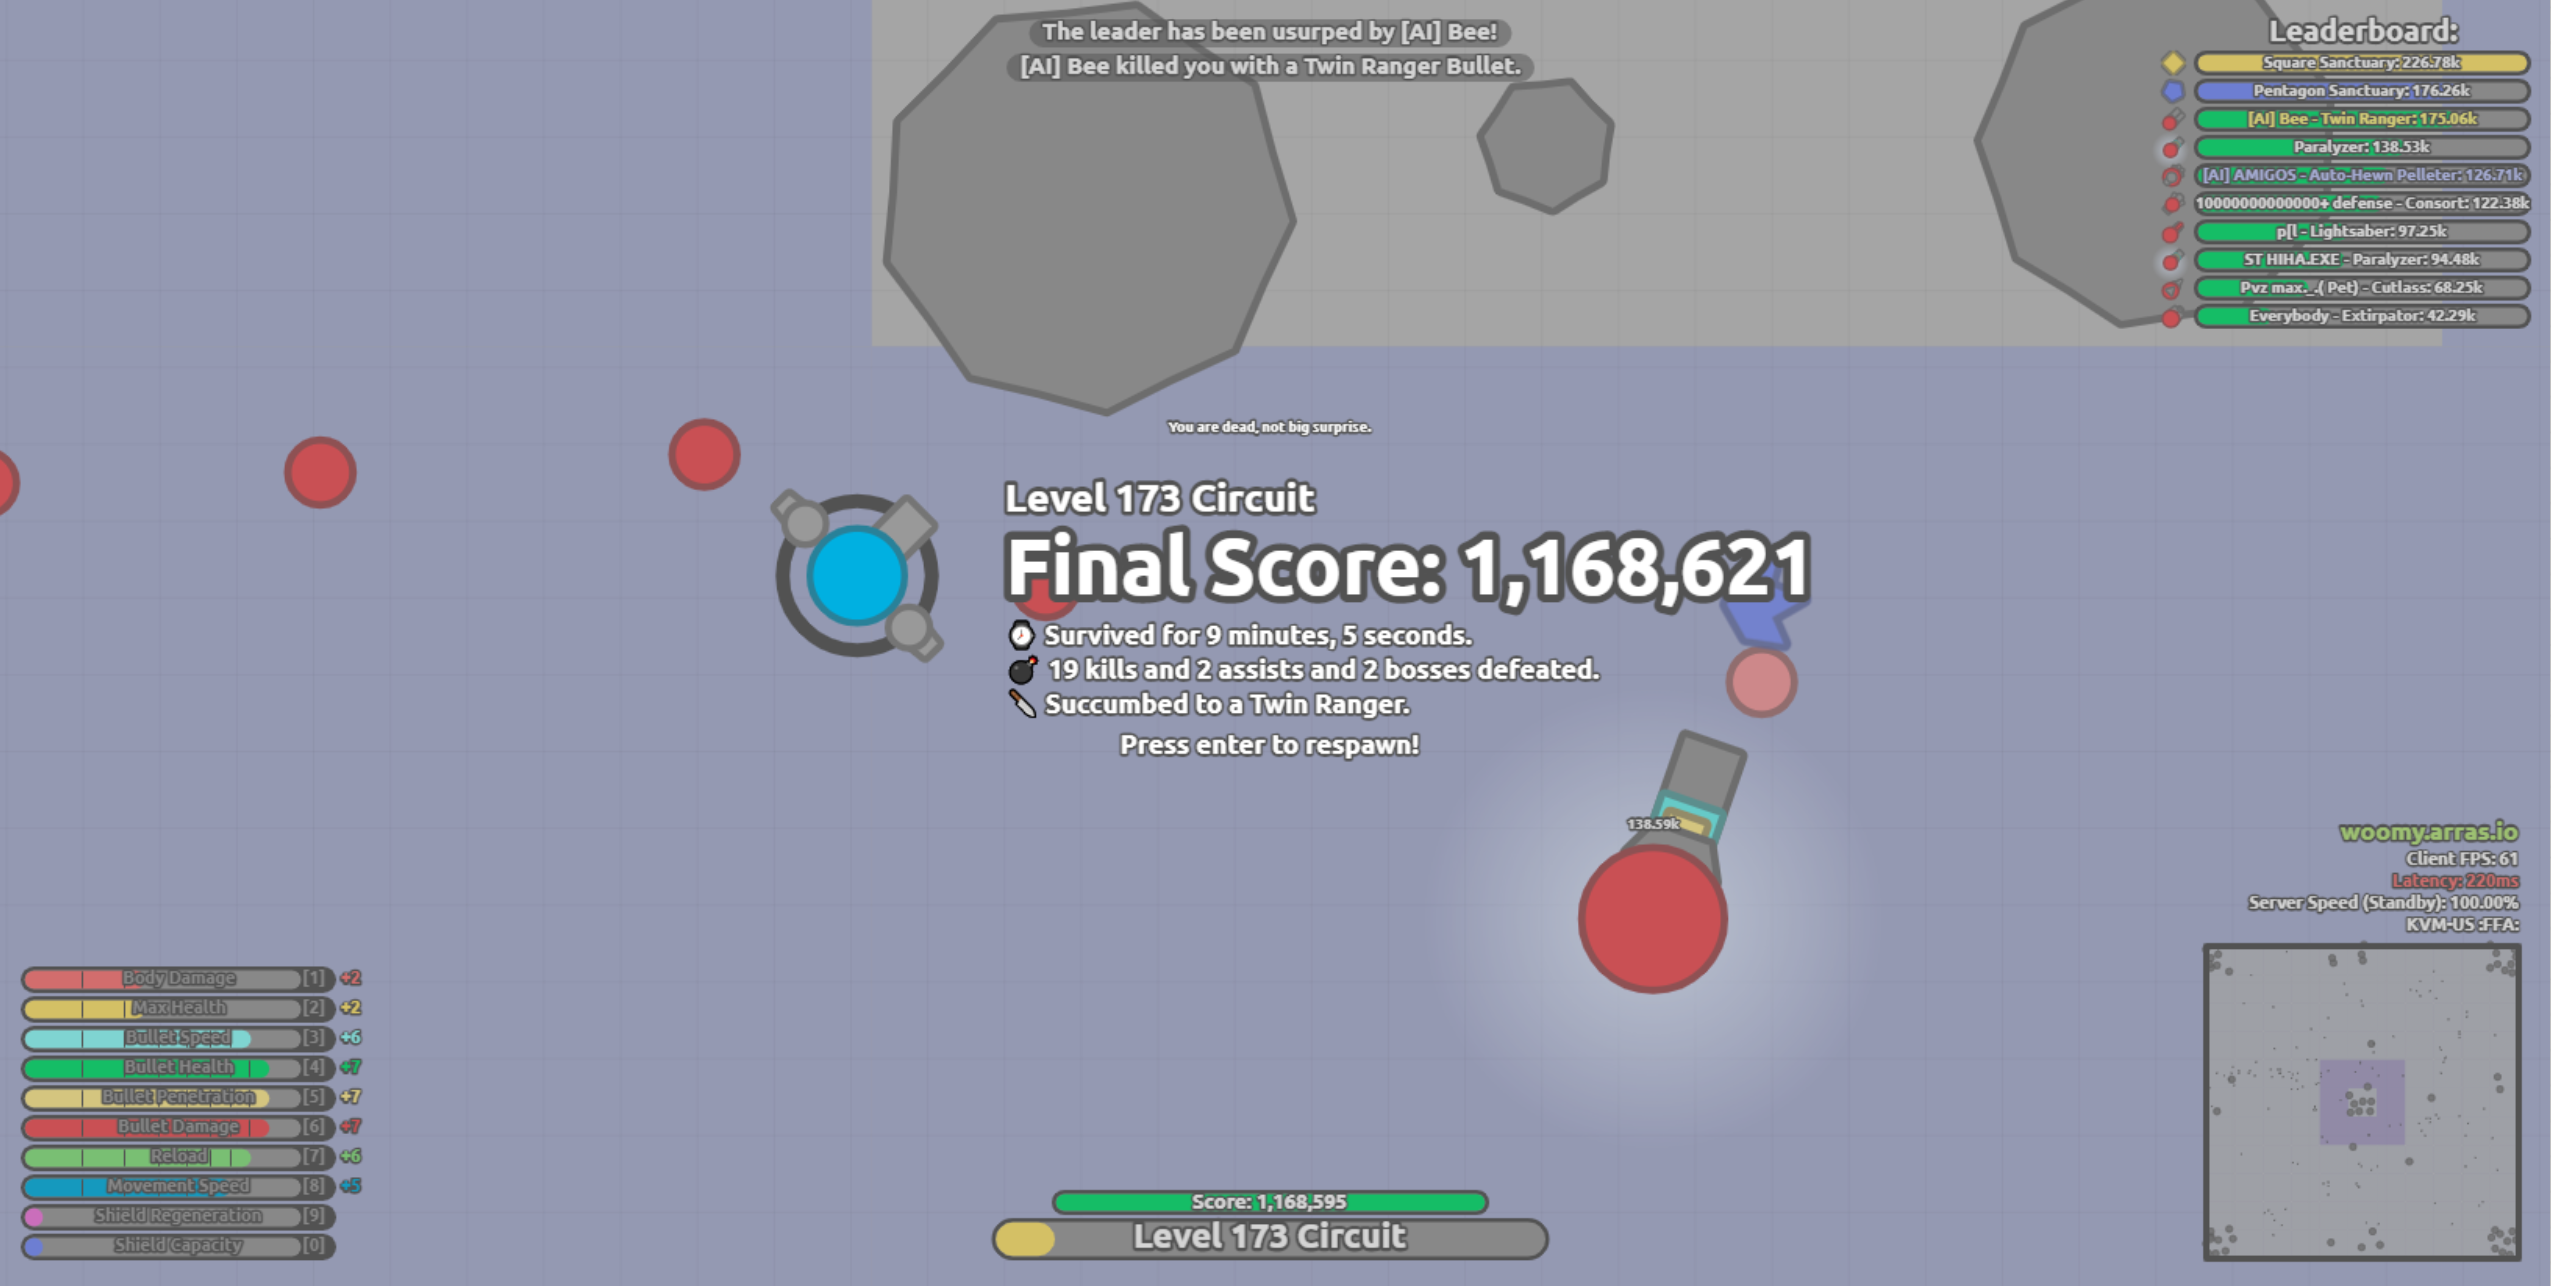 The leader has been usurped by [AI] Bee!
[AI] Bee killed you with a Twin Ranger Bullet.
Leaderboard:
Square Sanctuary: 226.78k
Pentagon Sanctuary: 176.26k
[AI] Bee - Twin Ranger: 175.06k
Paralyzer: 138.53k
[AI] AMIGOS - Auto-Hewn Pelleter: 126.71k
10000000000000+ defense - Consort: 122.38k
p[l - Lightsaber: 97.25k
ST HIHA.EXE - Paralyzer: 94.48k
Pvz max._.( Pet) - Cutlass: 68.25k
Everybody - Extirpator: 42.29k
You are dead, not big surprise.
Level 173 Circuit
Final Score: 1,168,621
Survived for 9 minutes, 5 seconds.
19 kills and 2 assists and 2 bosses defeated.
Succumbed to a Twin Ranger.
Press enter to respawn!
138.59k
woomy.arras.io
Client FPS: 61
Latency: 220ms
Server Speed (Standby): 100.00%
KVM-US :FFA:
Body Damage [1] +2
Max Health [2] +2
Bullet Speed [3] +6
Bullet Health [4] +7
Bullet Penetration [5] +7
Bullet Damage [6] +7
Reload [7] +6
Movement Speed [8] +5
Shield Regeneration [9]
Shield Capacity [0]
Score: 1,168,595
Level 173 Circuit